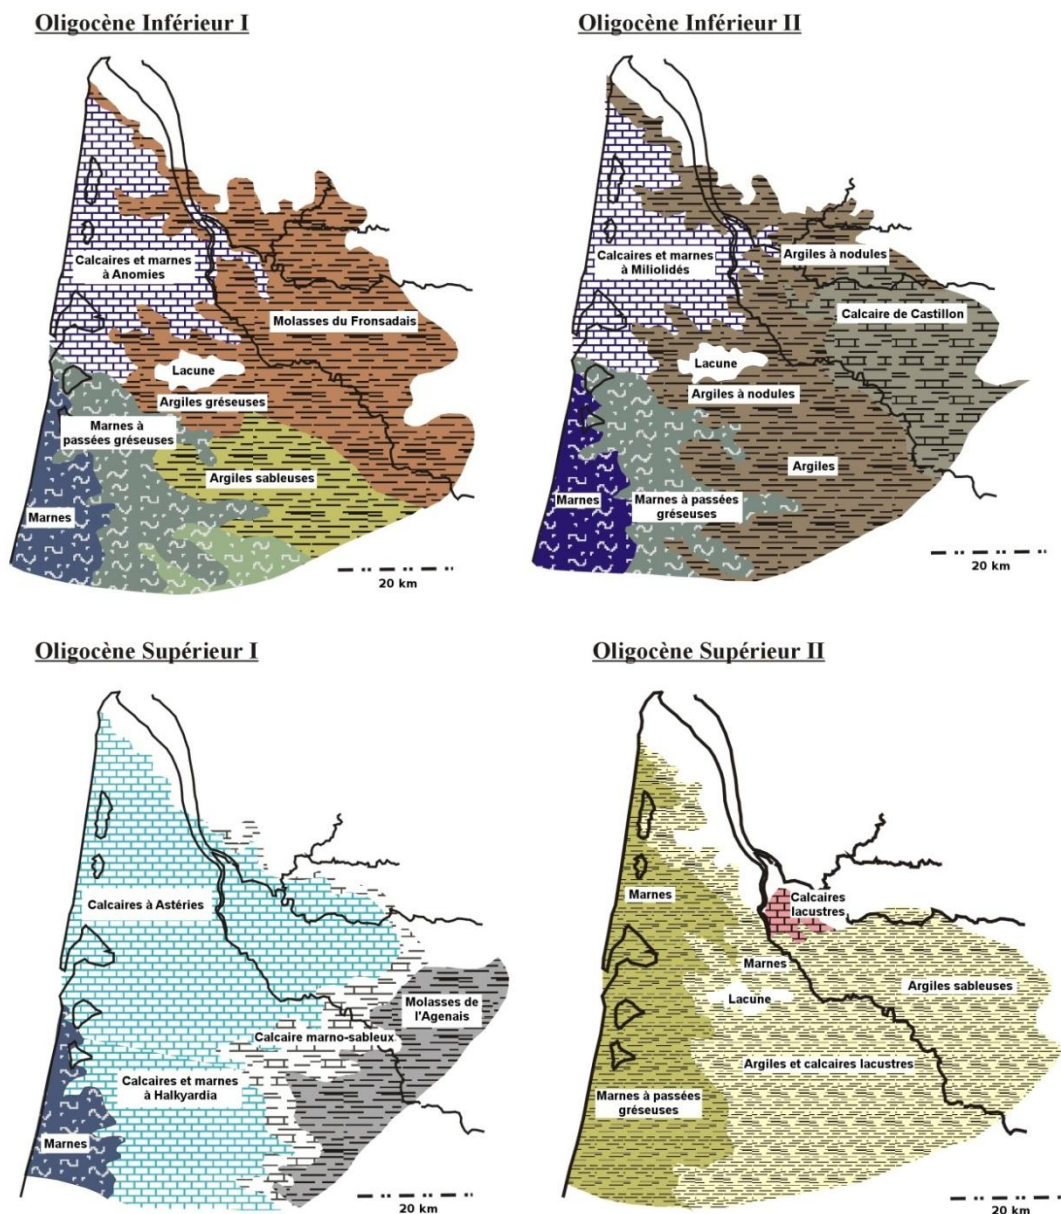 Oligocène Inférieur I
Calcaires et marnes
à Anomies
Molasses du Fronsadais
Lacune
Argiles gréseuses
Marnes à
passées gréseuses
Argiles sableuses
Marnes
20 km
Oligocène Inférieur II
Argiles à nodules
Calcaires et marnes
à Miliolidés
Calcaire de Castillon
Lacune
Argiles à nodules
Argiles
Marnes
Marnes à passées
gréseuses
20 km
Oligocène Supérieur I
Calcaires à Astéries
Molasses de
l'Agenais
Calcaire marno-sableux
Calcaires et marnes
à Halkyardia
Marnes
20 km
Oligocène Supérieur II
Marnes
Calcaires
lacustres
Marnes
Argiles sableuses
Lacune
Argiles et calcaires lacustres
Marnes à passées
gréseuses
20 km